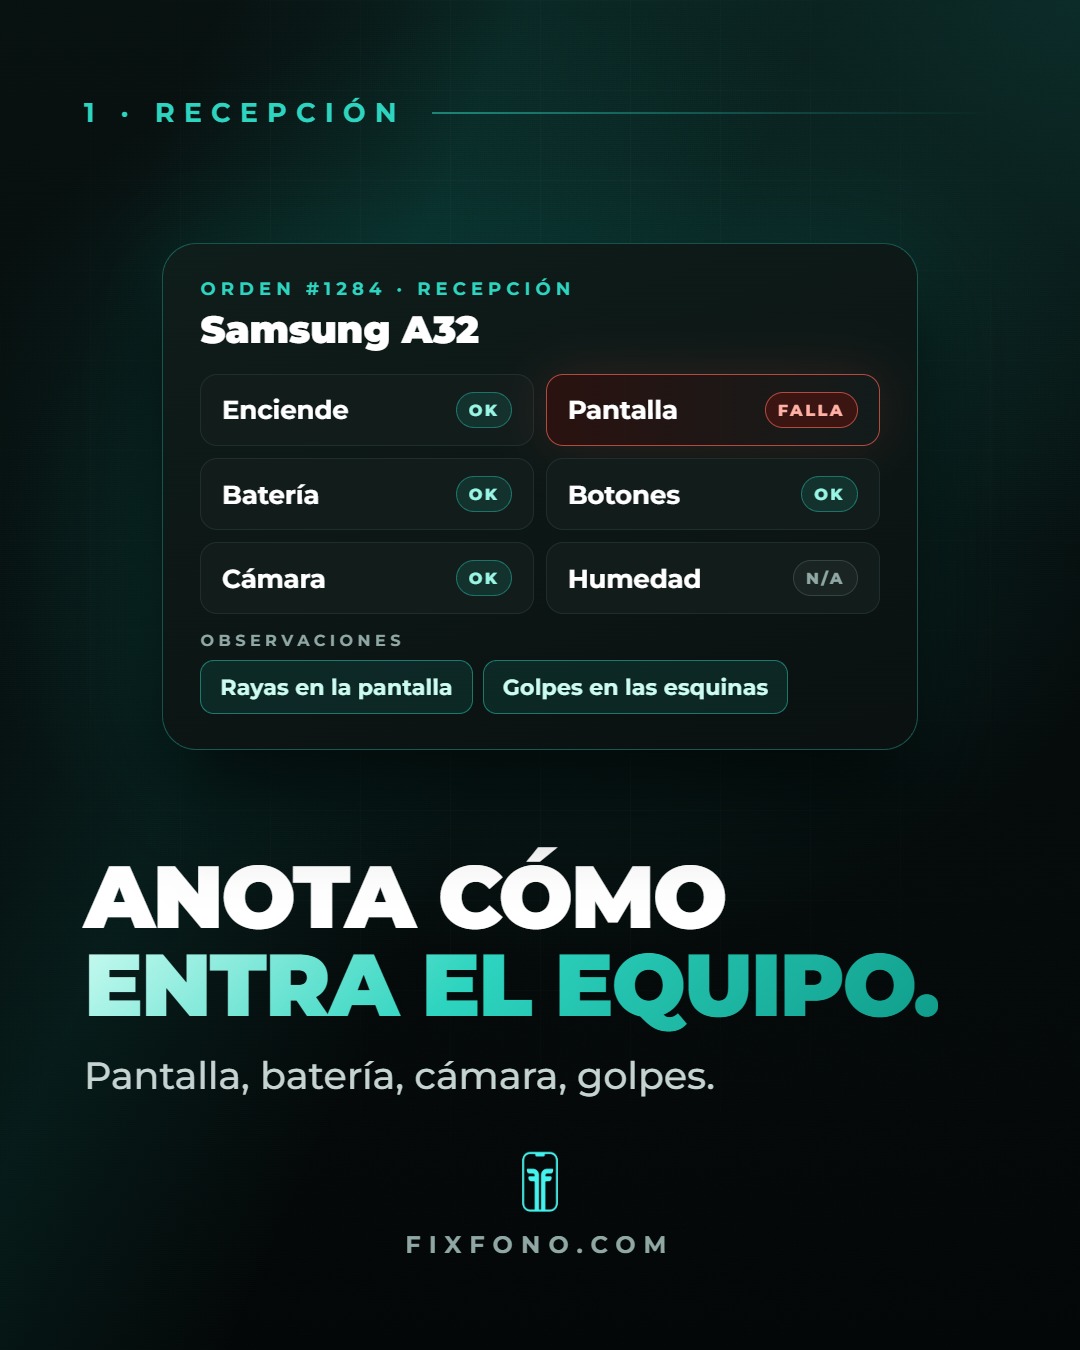 1 · RECEPCIÓN
ORDEN #1284 · RECEPCIÓN
Samsung A32
Enciende OK
Pantalla FALLA
Batería OK
Botones OK
Cámara OK
Humedad N/A
OBSERVACIONES
Rayas en la pantalla
Golpes en las esquinas
ANOTA CÓMO
ENTRA EL EQUIPO.
Pantalla, batería, cámara, golpes.
FIXFONO.COM